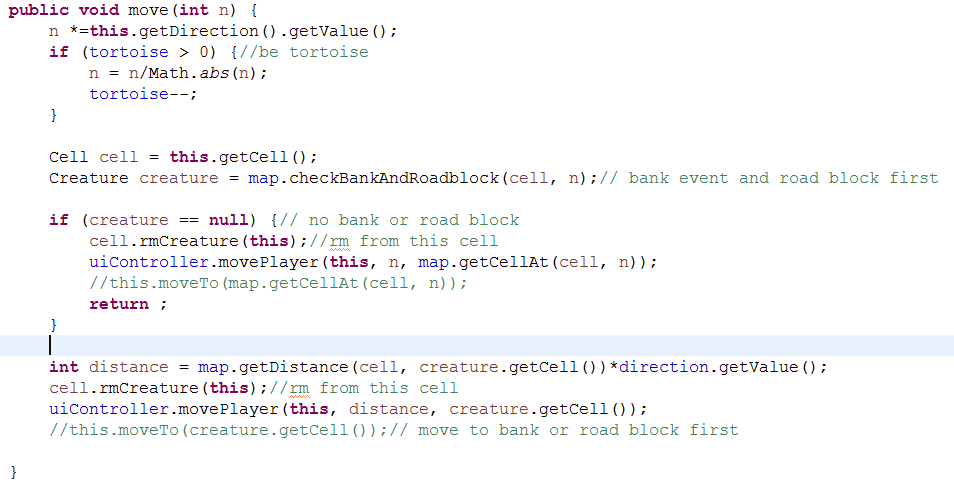 public void move(int n) {
    n *=this.getDirection().getValue();
    if (tortoise > 0) {//be tortoise
        n = n/Math.abs(n);
        tortoise--;
    }

    Cell cell = this.getCell();
    Creature creature = map.checkBankAndRoadblock(cell, n);// bank event and road block first

    if (creature == null) {// no bank or road block
        cell.rmCreature(this);//rm from this cell
        uiController.movePlayer(this, n, map.getCellAt(cell, n));
        //this.moveTo(map.getCellAt(cell, n));
        return ;
    }

    int distance = map.getDistance(cell, creature.getCell())*direction.getValue();
    cell.rmCreature(this);//rm from this cell
    uiController.movePlayer(this, distance, creature.getCell());
    //this.moveTo(creature.getCell());// move to bank or road block first

}